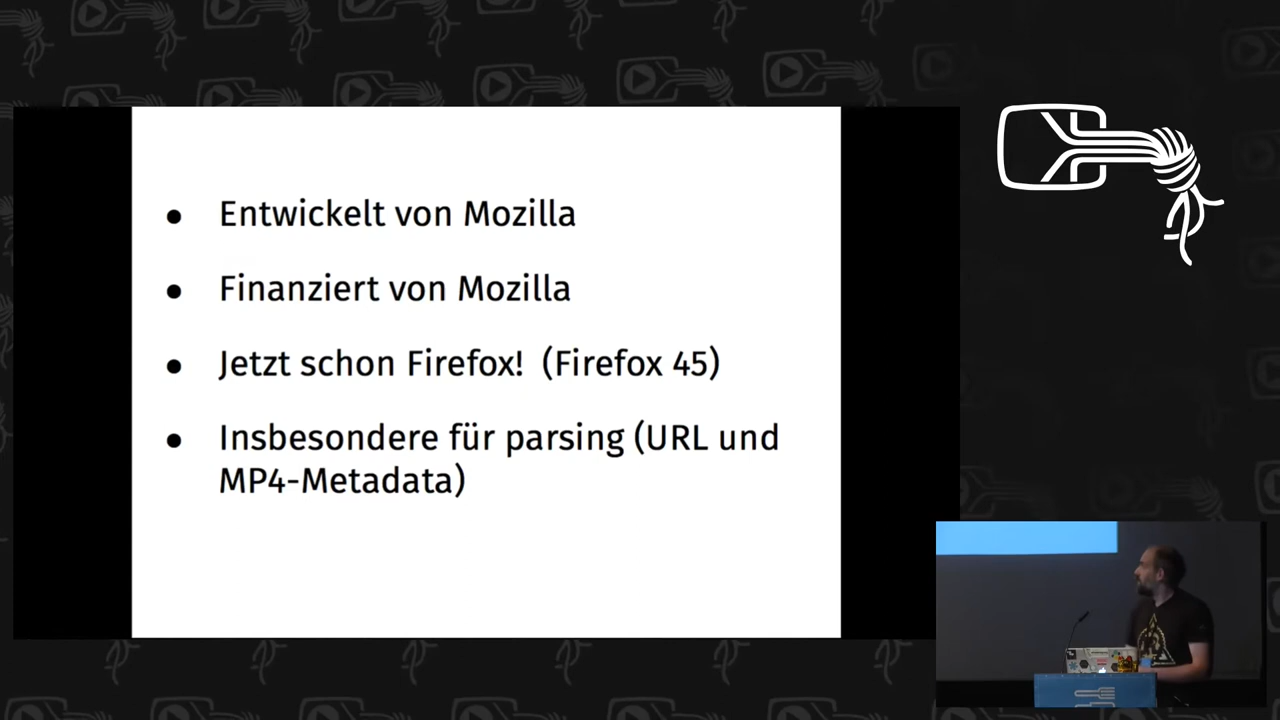 Entwickelt von Mozilla
Finanziert von Mozilla
Jetzt schon Firefox! (Firefox 45)
Insbesondere für parsing (URL und
MP4-Metadata)